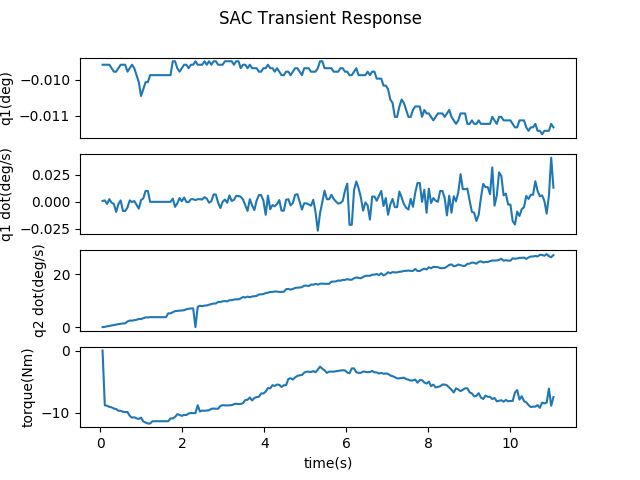 SAC Transient Response
q1(deg)
−0.010
−0.011
q1 dot(deg/s)
0.025
0.000
−0.025
q2 dot(deg/s)
20
0
torque(Nm)
0
−10
0 2 4 6 8 10
time(s)